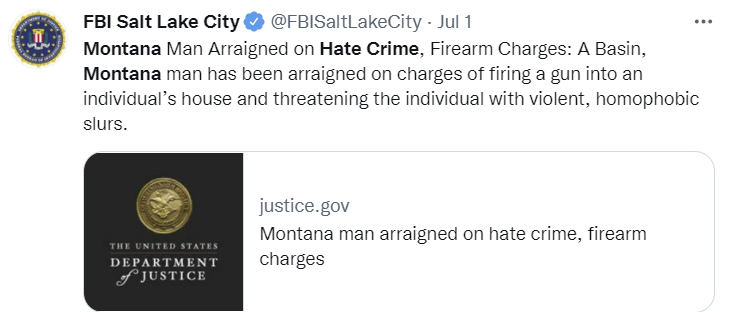 FBI Salt Lake City @FBISaltLakeCity · Jul 1
Montana Man Arraigned on Hate Crime, Firearm Charges: A Basin,
Montana man has been arraigned on charges of firing a gun into an
individual's house and threatening the individual with violent, homophobic
slurs.
THE UNITED STATES
DEPARTMENT
of JUSTICE
justice.gov
Montana man arraigned on hate crime, firearm
charges